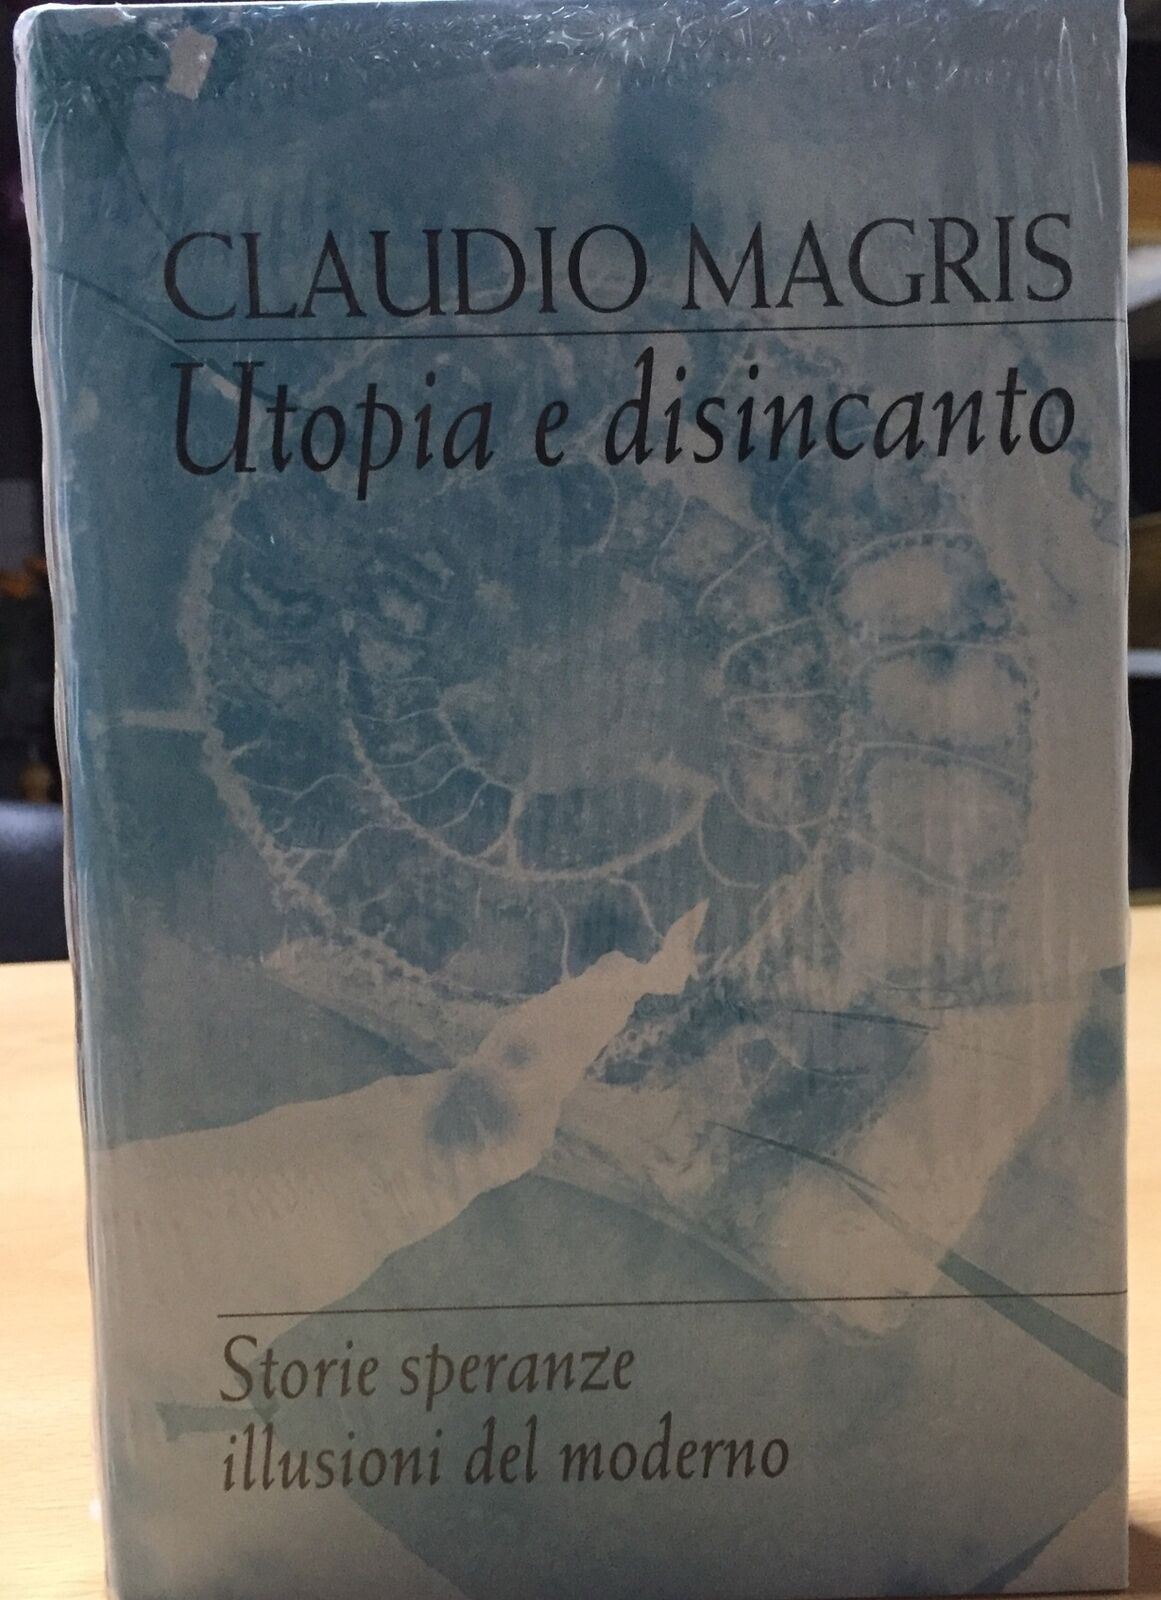 CLAUDIO MAGRIS
Utopia e disincanto
Storie speranze
illusioni del moderno